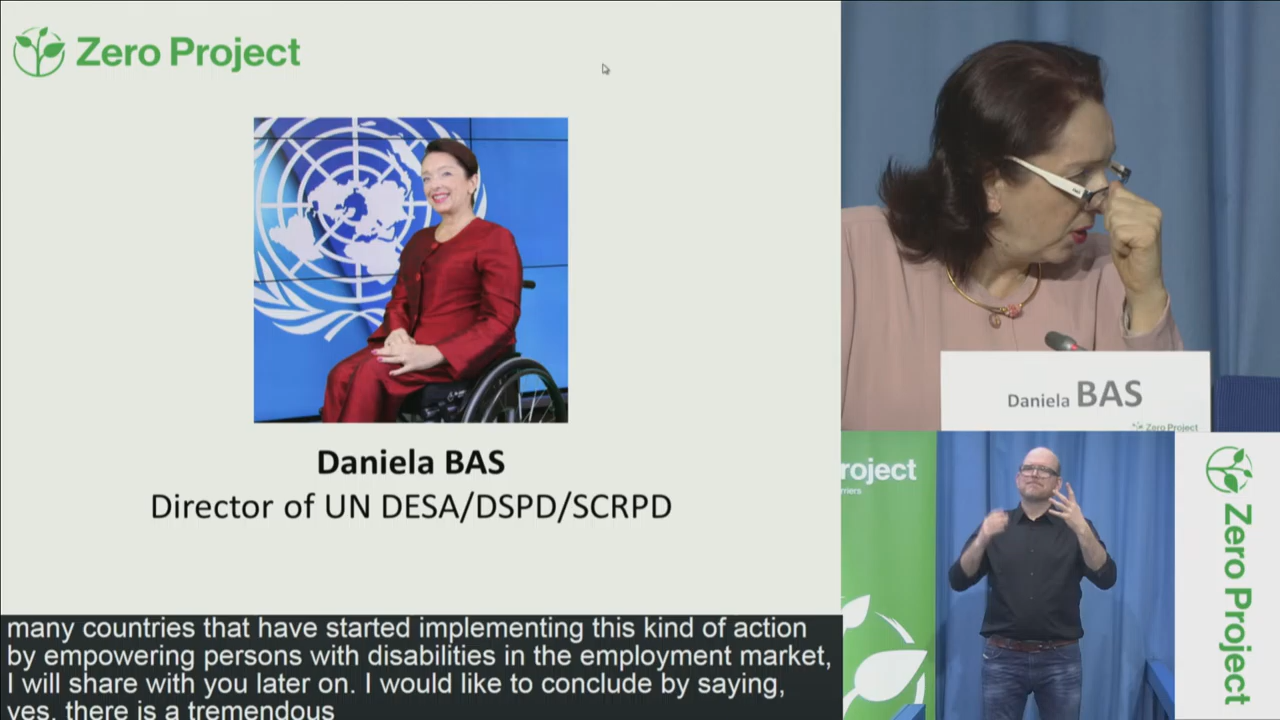 Zero Project
Daniela BAS
Director of UN DESA/DSPD/SCRPD
many countries that have started implementing this kind of action
by empowering persons with disabilities in the employment market,
I will share with you later on. I would like to conclude by saying,
yes, there is a tremendous
Daniela BAS
Zero Project
roject
rriers
Zero Project